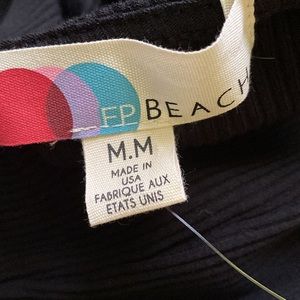 FP BEACH
M.M
MADE IN
USA
FABRIQUE AUX
ETATS UNIS